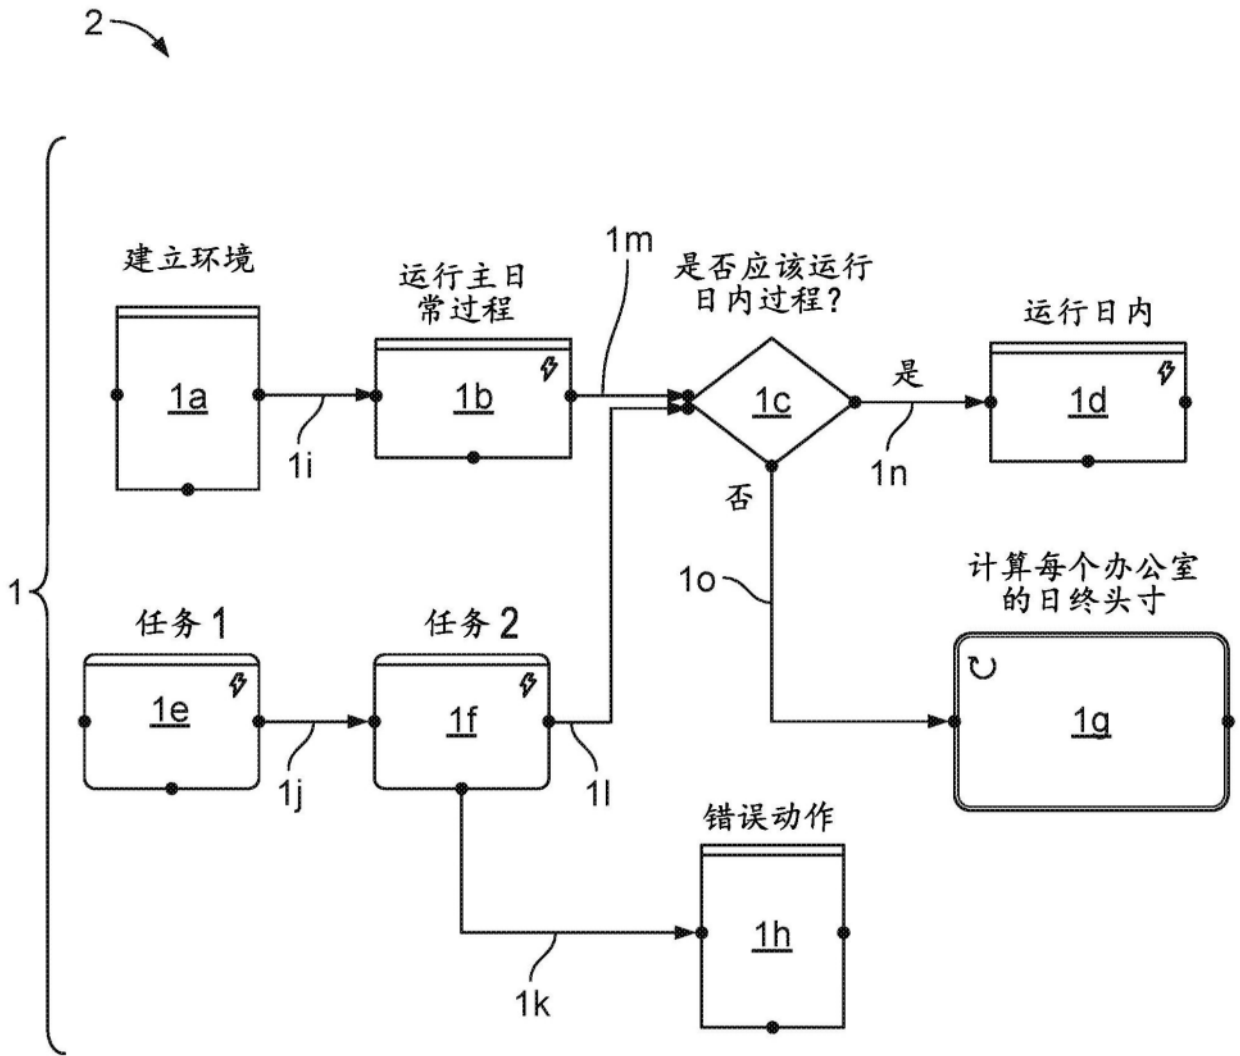 2
1
建立环境
1a
1i
运行主日
常过程
1b
1m
是否应该运行
日内过程?
1c
是
1n
否
1o
运行日内
1d
任务1
1e
1j
任务2
1f
1l
1k
错误动作
1h
计算每个办公室
的日终头寸
1g